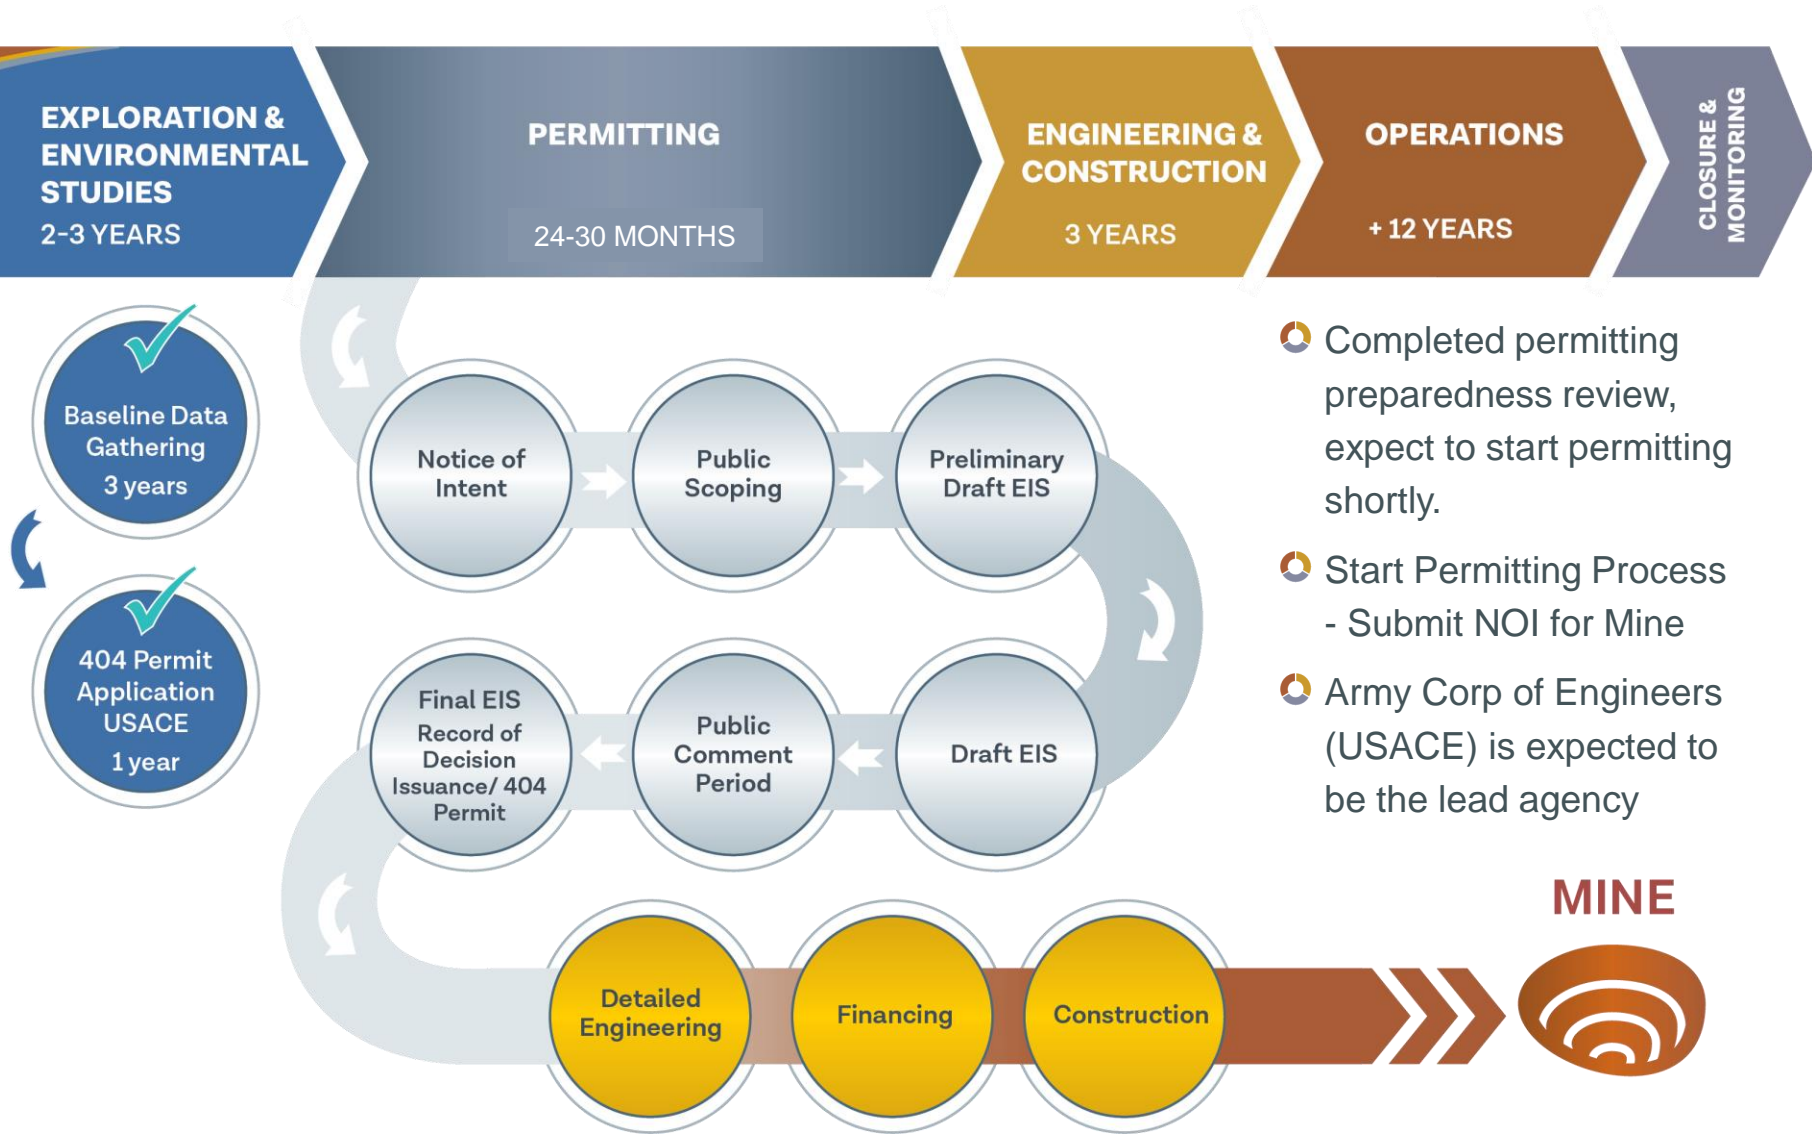 EXPLORATION &
ENVIRONMENTAL
STUDIES
2-3 YEARS
PERMITTING
24-30 MONTHS
ENGINEERING &
CONSTRUCTION
3 YEARS
OPERATIONS
+ 12 YEARS
CLOSURE &
MONITORING
Baseline Data
Gathering
3 years
404 Permit
Application
USACE
1 year
Notice of
Intent
Public
Scoping
Preliminary
Draft EIS
Draft EIS
Public
Comment
Period
Final EIS
Record of
Decision
Issuance/ 404
Permit
Detailed
Engineering
Financing
Construction
MINE
Completed permitting
preparedness review,
expect to start permitting
shortly.
Start Permitting Process
- Submit NOI for Mine
Army Corp of Engineers
(USACE) is expected to
be the lead agency